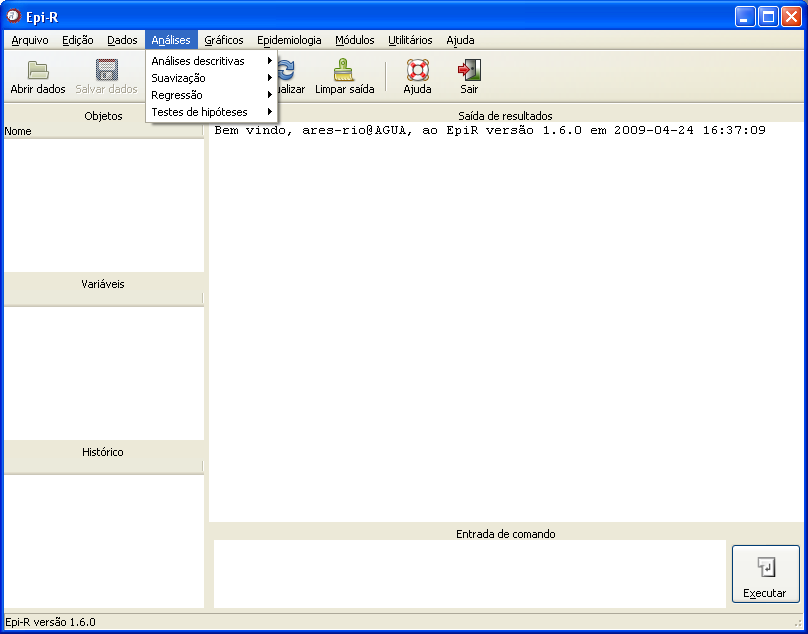 Epi-R
Arquivo Edição Dados Análises Gráficos Epidemiologia Módulos Utilitários Ajuda
Análises descritivas
Suavização
Regressão
Testes de hipóteses
Abrir dados Salvar dados ualizar Limpar saída Ajuda Sair
Objetos
Nome
Saída de resultados
Bem vindo, ares-rio@AGUA, ao EpiR versão 1.6.0 em 2009-04-24 16:37:09
Variáveis
Histórico
Entrada de comando
Executar
Epi-R versão 1.6.0